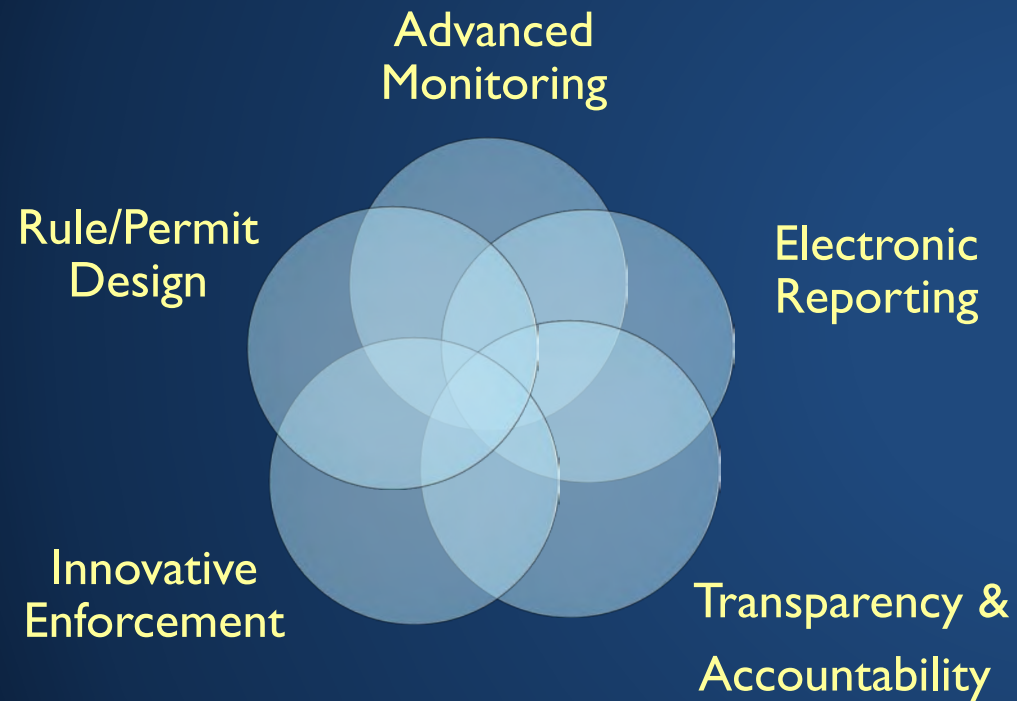 Advanced
Monitoring
Rule/Permit
Design
Electronic
Reporting
Innovative
Enforcement
Transparency &
Accountability